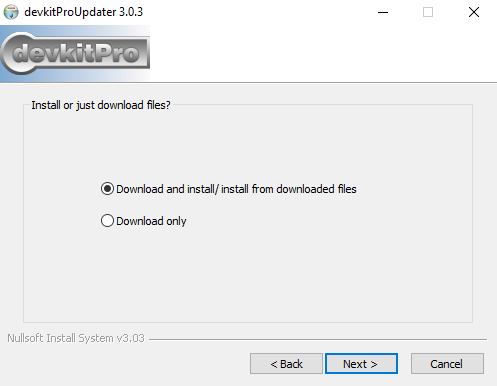 devkitProUpdater 3.0.3
devkitPro
Install or just download files?
Download and install/ install from downloaded files
Download only
Nullsoft Install System v3.03
< Back
Next >
Cancel